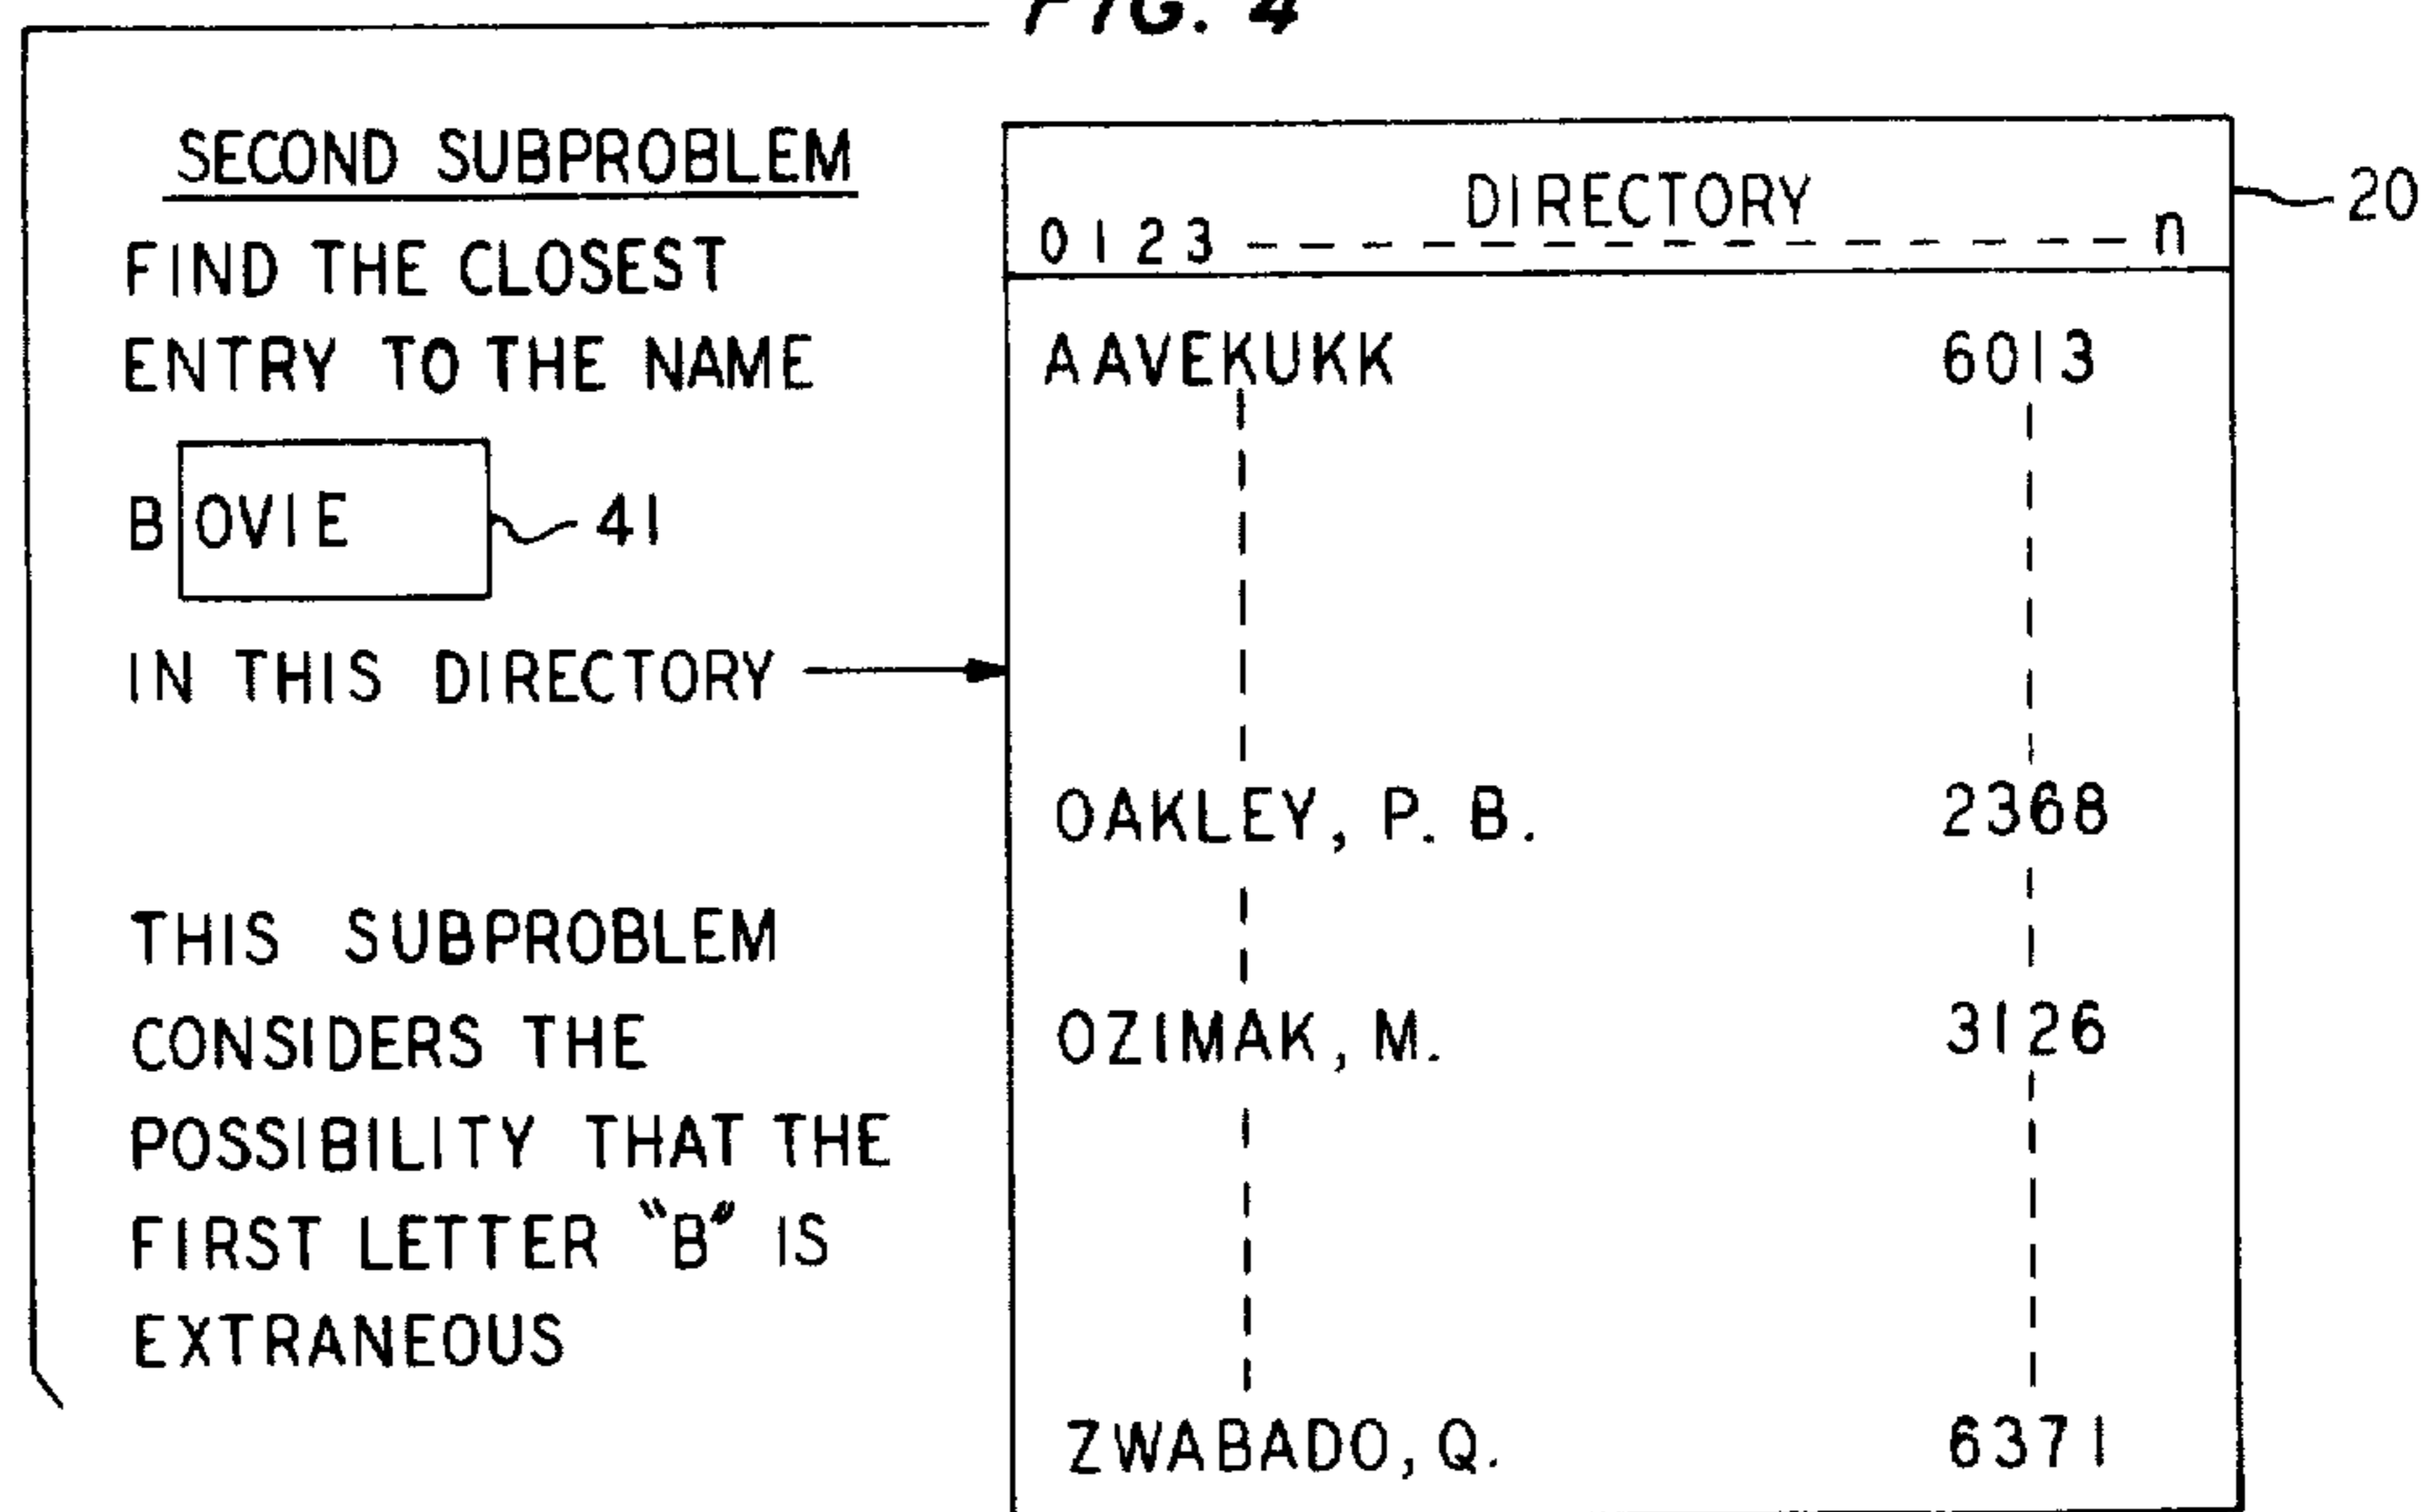 FIG. 4
SECOND SUBPROBLEM
FIND THE CLOSEST
ENTRY TO THE NAME
B OVIE 41
IN THIS DIRECTORY
THIS SUBPROBLEM
CONSIDERS THE
POSSIBILITY THAT THE
FIRST LETTER "B" IS
EXTRANEOUS
DIRECTORY
20
0 1 2 3 n
AAVEKUKK 6013
OAKLEY, P. B. 2368
OZIMAK, M. 3126
ZWABADO, Q. 6371